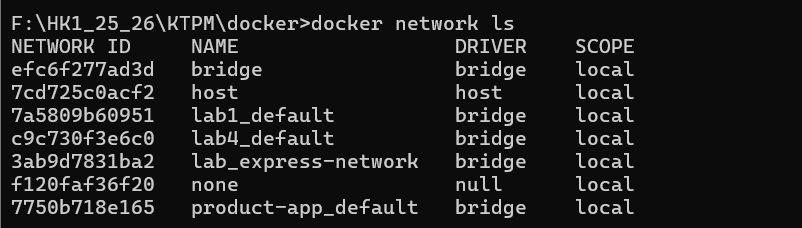 F:\HK1_25_26\KTPM\docker>docker network ls
NETWORK ID     NAME                  DRIVER    SCOPE
efc6f277ad3d   bridge                bridge    local
7cd725c0acf2   host                  host      local
7a5809b60951   lab1_default          bridge    local
c9c730f3e6c0   lab4_default          bridge    local
3ab9d7831ba2   lab_express-network   bridge    local
f120faf36f20   none                  null      local
7750b718e165   product-app_default   bridge    local